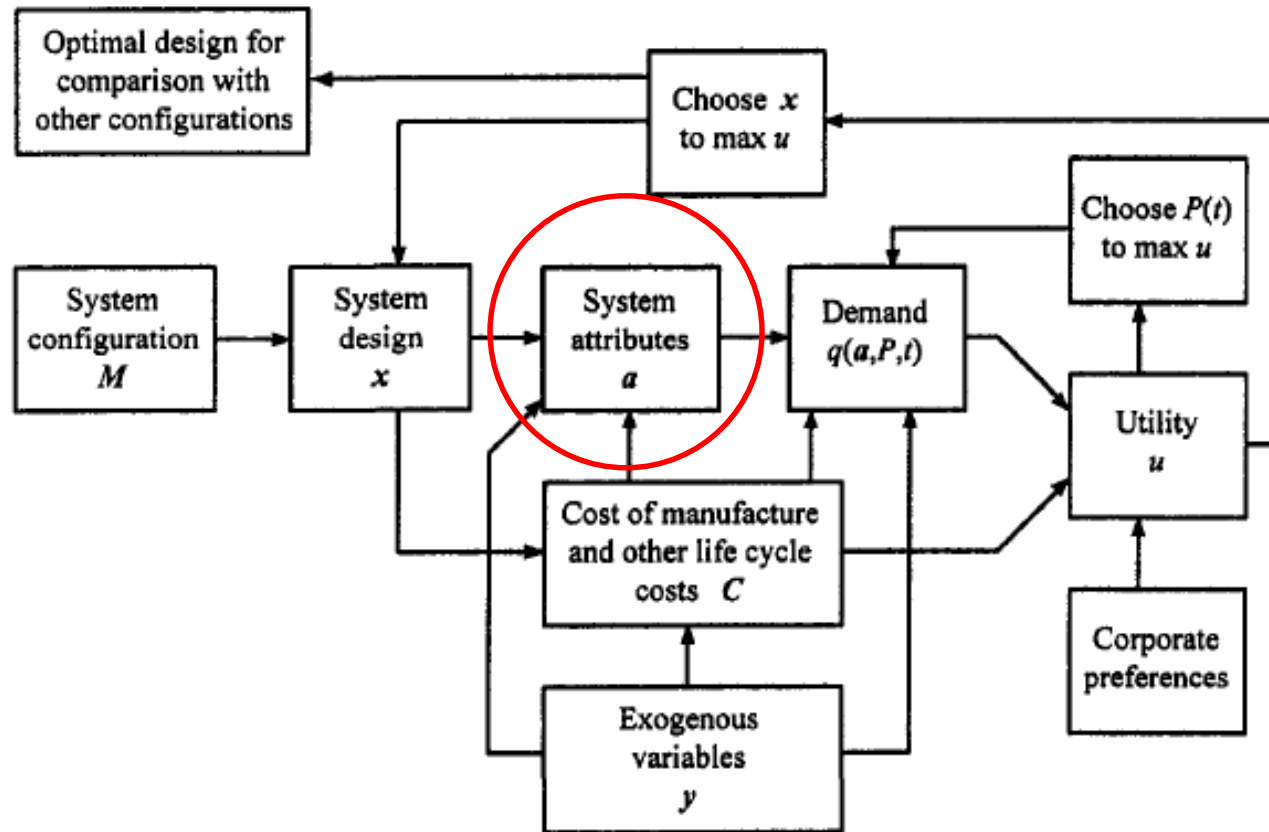 Optimal design for
comparison with
other configurations
Choose x
to max u
Choose P(t)
to max u
System
configuration
M
System
design
x
System
attributes
a
Demand
q(a,P,t)
Utility
u
Cost of manufacture
and other life cycle
costs C
Corporate
preferences
Exogenous
variables
y